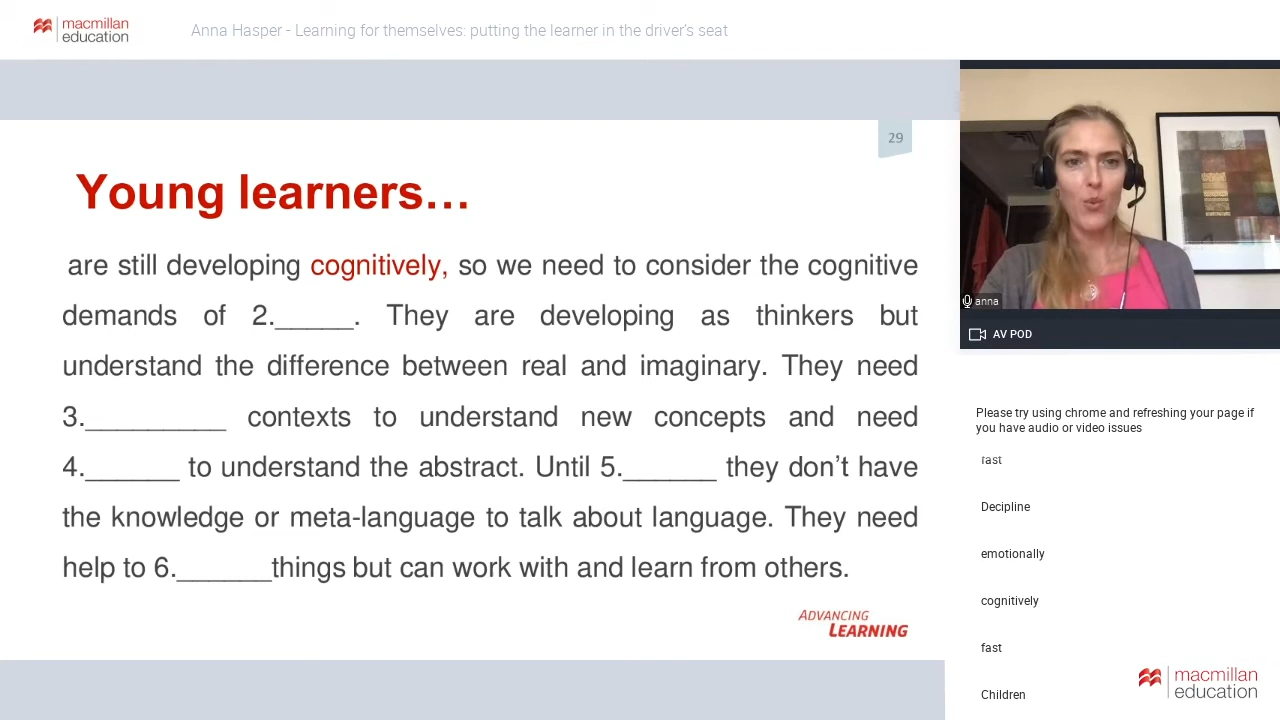 macmillan
education
Anna Hasper - Learning for themselves: putting the learner in the driver's seat
29
Young learners…
are still developing cognitively, so we need to consider the cognitive
demands of 2._____. They are developing as thinkers but
understand the difference between real and imaginary. They need
3._________ contexts to understand new concepts and need
4.______ to understand the abstract. Until 5.______ they don’t have
the knowledge or meta-language to talk about language. They need
help to 6.______things but can work with and learn from others.
ADVANCING
LEARNING
anna
AV POD
Please try using chrome and refreshing your page if
you have audio or video issues
fast
Decipline
emotionally
cognitively
fast
Children
macmillan
education